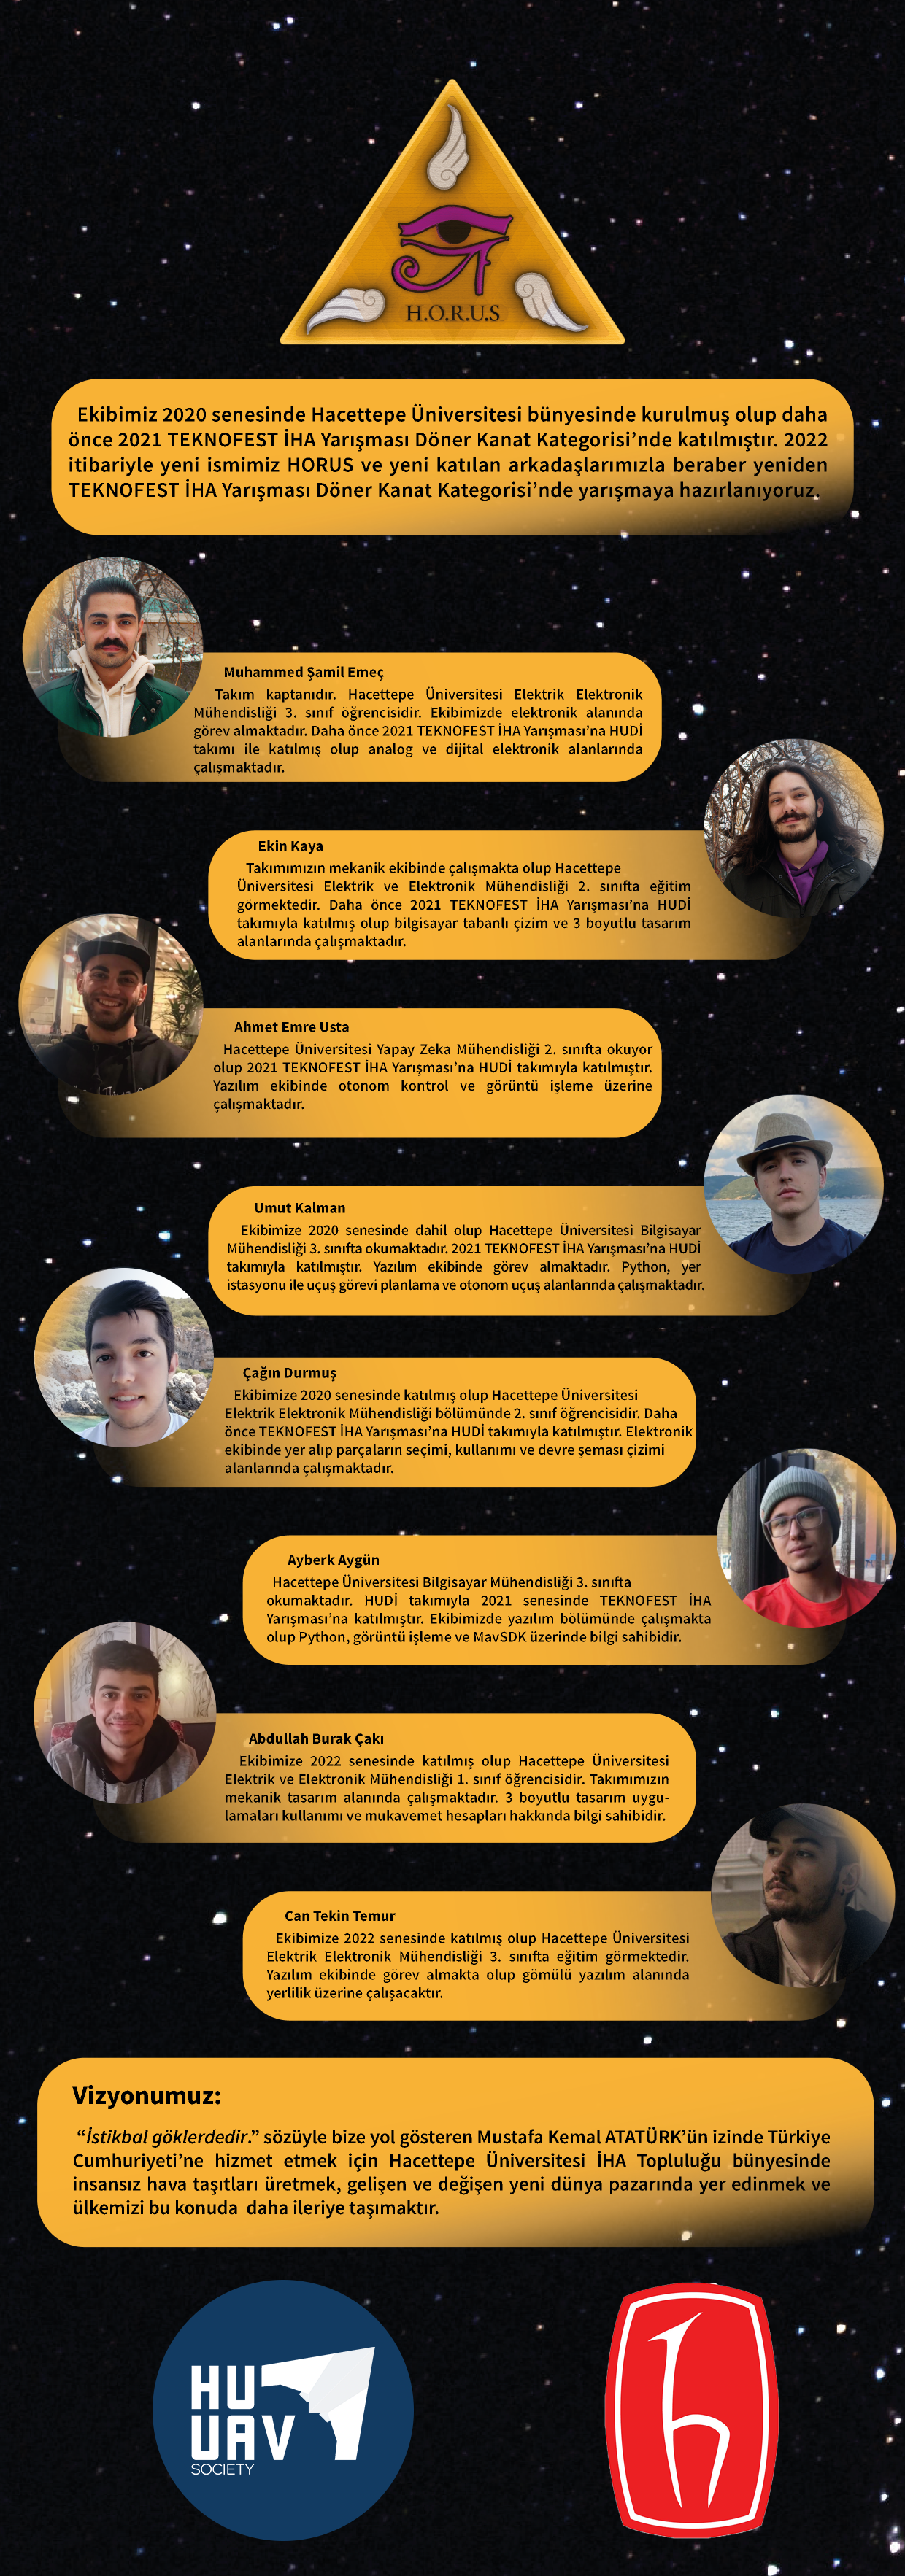 H.O.R.U.S
Ekibimiz 2020 senesinde Hacettepe Üniversitesi bünyesinde kurulmuş olup daha
önce 2021 TEKNOFEST İHA Yarışması Döner Kanat Kategorisi’nde katılmıştır. 2022
itibariyle yeni ismimiz HORUS ve yeni katılan arkadaşlarımızla beraber yeniden
TEKNOFEST İHA Yarışması Döner Kanat Kategorisi’nde yarışmaya hazırlanıyoruz.
Muhammed Şamil Emeç
Takım kaptanıdır. Hacettepe Üniversitesi Elektrik Elektronik
Mühendisliği 3. sınıf öğrencisidir. Ekibimizde elektronik alanında
görev almaktadır. Daha önce 2021 TEKNOFEST İHA Yarışması’na HUDİ
takımı ile katılmış olup analog ve dijital elektronik alanlarında
çalışmaktadır.
Ekin Kaya
Takımımızın mekanik ekibinde çalışmakta olup Hacettepe
Üniversitesi Elektrik ve Elektronik Mühendisliği 2. sınıfta eğitim
görmektedir. Daha önce 2021 TEKNOFEST İHA Yarışması’na HUDİ
takımıyla katılmış olup bilgisayar tabanlı çizim ve 3 boyutlu tasarım
alanlarında çalışmaktadır.
Ahmet Emre Usta
Hacettepe Üniversitesi Yapay Zeka Mühendisliği 2. sınıfta okuyor
olup 2021 TEKNOFEST İHA Yarışması’na HUDİ takımıyla katılmıştır.
Yazılım ekibinde otonom kontrol ve görüntü işleme üzerine
çalışmaktadır.
Umut Kalman
Ekibimize 2020 senesinde dahil olup Hacettepe Üniversitesi Bilgisayar
Mühendisliği 3. sınıfta okumaktadır. 2021 TEKNOFEST İHA Yarışması’na HUDİ
takımıyla katılmıştır. Yazılım ekibinde görev almaktadır. Python, yer
istasyonu ile uçuş görevi planlama ve otonom uçuş alanlarında çalışmaktadır.
Çağın Durmuş
Ekibimize 2020 senesinde katılmış olup Hacettepe Üniversitesi
Elektrik Elektronik Mühendisliği bölümünde 2. sınıf öğrencisidir. Daha
önce TEKNOFEST İHA Yarışması’na HUDİ takımıyla katılmıştır. Elektronik
ekibinde yer alıp parçaların seçimi, kullanımı ve devre şeması çizimi
alanlarında çalışmaktadır.
Ayberk Aygün
Hacettepe Üniversitesi Bilgisayar Mühendisliği 3. sınıfta
okumaktadır. HUDİ takımıyla 2021 senesinde TEKNOFEST İHA
Yarışması’na katılmıştır. Ekibimizde yazılım bölümünde çalışmakta
olup Python, görüntü işleme ve MavSDK üzerinde bilgi sahibidir.
Abdullah Burak Çakı
Ekibimize 2022 senesinde katılmış olup Hacettepe Üniversitesi
Elektrik ve Elektronik Mühendisliği 1. sınıf öğrencisidir. Takımımızın
mekanik tasarım alanında çalışmaktadır. 3 boyutlu tasarım uygu-
lamaları kullanımı ve mukavemet hesapları hakkında bilgi sahibidir.
Can Tekin Temur
Ekibimize 2022 senesinde katılmış olup Hacettepe Üniversitesi
Elektrik Elektronik Mühendisliği 3. sınıfta eğitim görmektedir.
Yazılım ekibinde görev almakta olup gömülü yazılım alanında
yerlilik üzerine çalışacaktır.
Vizyonumuz:
“İstikbal göklerdedir.” sözüyle bize yol gösteren Mustafa Kemal ATATÜRK’ün izinde Türkiye
Cumhuriyeti’ne hizmet etmek için Hacettepe Üniversitesi İHA Topluluğu bünyesinde
insansız hava taşıtları üretmek, gelişen ve değişen yeni dünya pazarında yer edinmek ve
ülkemizi bu konuda daha ileriye taşımaktır.
HU
UAV
SOCIETY